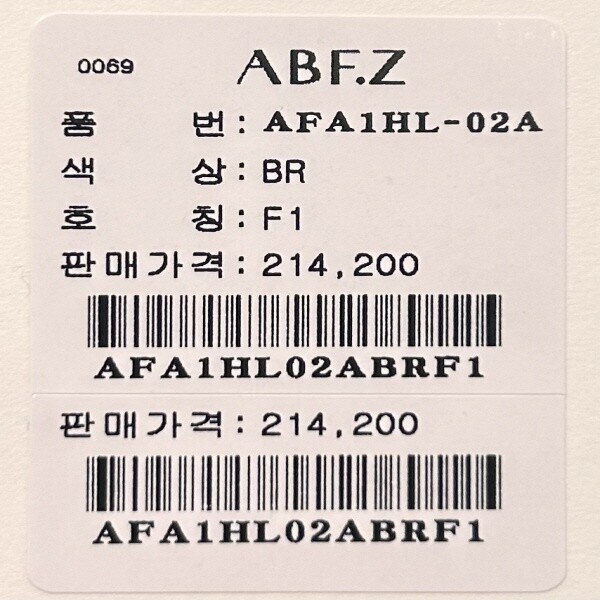 0069 ABF.Z
품 번: AFA1HL-02A
색 상: BR
호 칭: F1
판매가격: 214,200
AFA1HL02ABRF1
판매가격: 214,200
AFA1HL02ABRF1